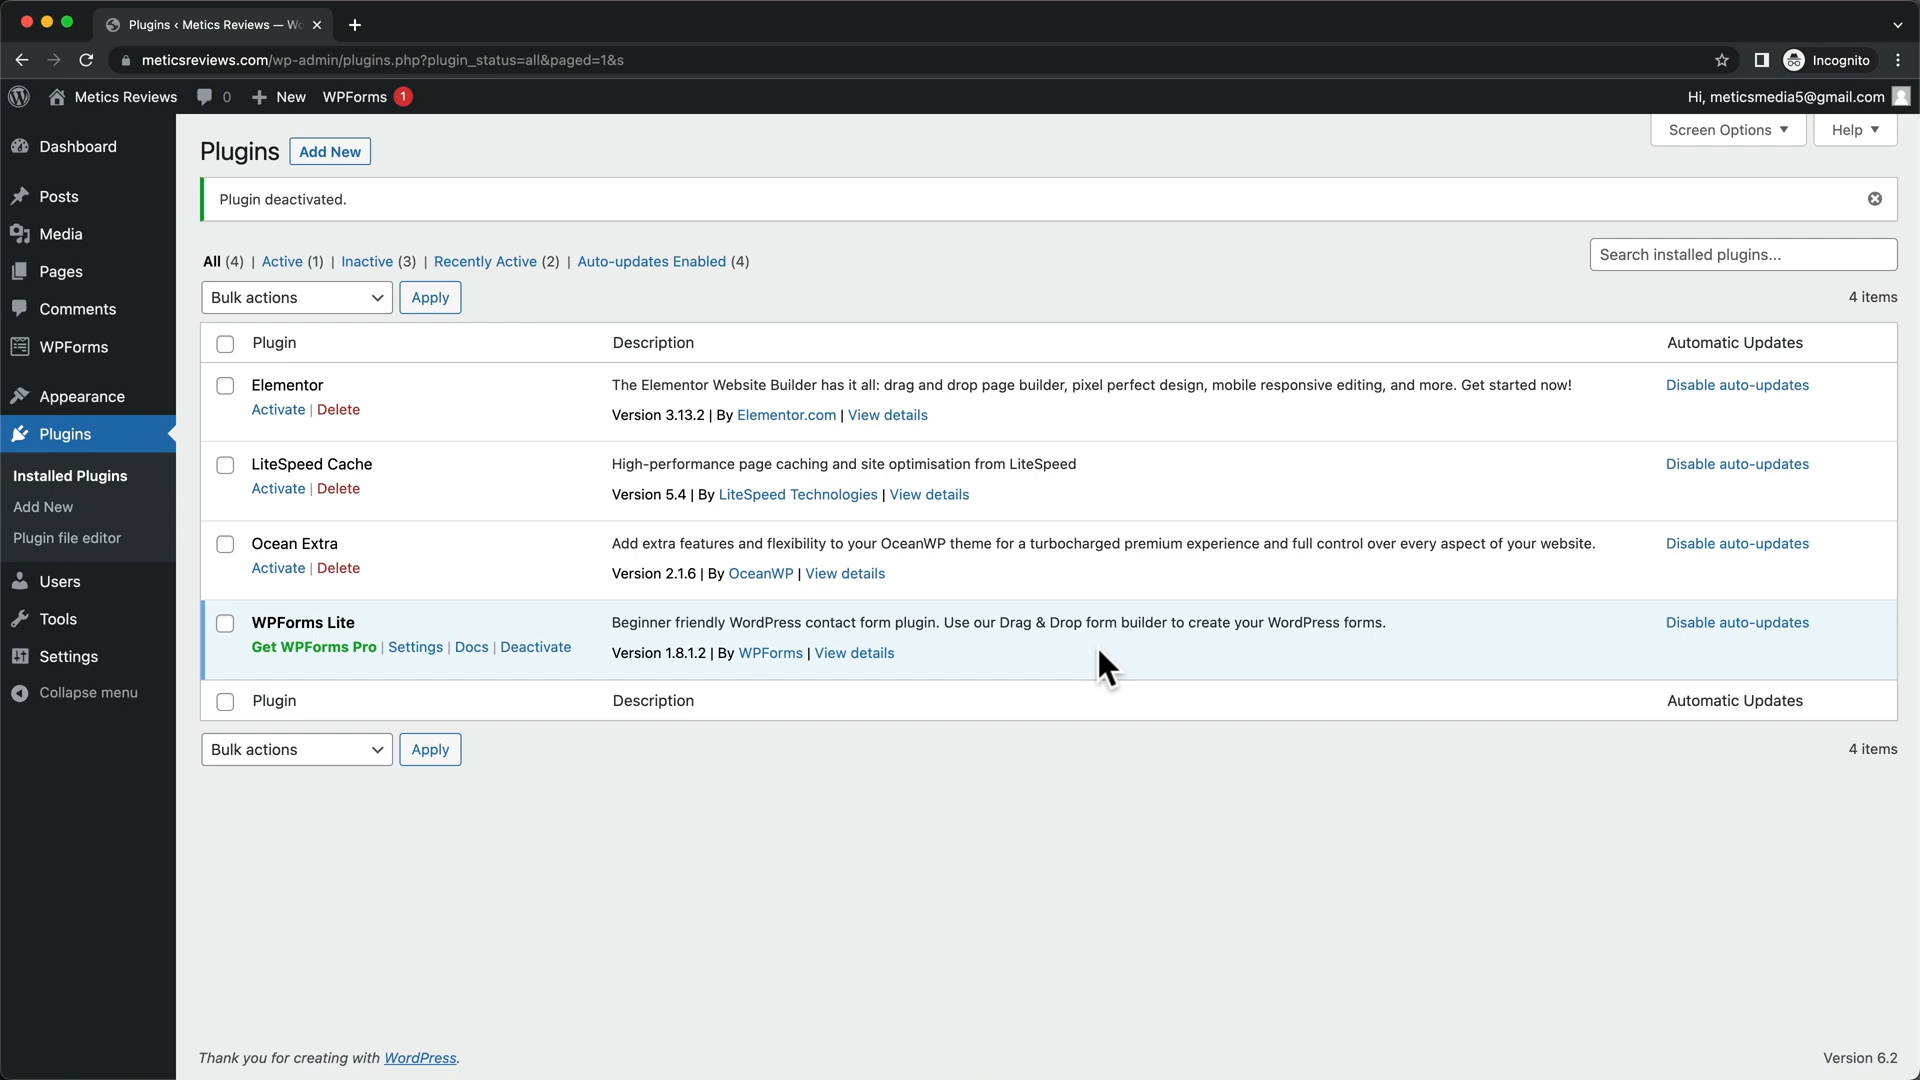 Plugins < Metics Reviews — Wo
meticsreviews.com/wp-admin/plugins.php?plugin_status=all&paged=1&s
Incognito
Metics Reviews 0 New WPForms 1
Hi, meticsmedia5@gmail.com
Dashboard
Posts
Media
Pages
Comments
WPForms
Appearance
Plugins
Installed Plugins
Add New
Plugin file editor
Users
Tools
Settings
Collapse menu
Screen Options Help
Plugins Add New
Plugin deactivated.
All (4) | Active (1) | Inactive (3) | Recently Active (2) | Auto-updates Enabled (4)
Search installed plugins...
Bulk actions Apply
4 items
Plugin Description Automatic Updates
Elementor The Elementor Website Builder has it all: drag and drop page builder, pixel perfect design, mobile responsive editing, and more. Get started now! Disable auto-updates
Activate | Delete
Version 3.13.2 | By Elementor.com | View details
LiteSpeed Cache High-performance page caching and site optimisation from LiteSpeed Disable auto-updates
Activate | Delete
Version 5.4 | By LiteSpeed Technologies | View details
Ocean Extra Add extra features and flexibility to your OceanWP theme for a turbocharged premium experience and full control over every aspect of your website. Disable auto-updates
Activate | Delete
Version 2.1.6 | By OceanWP | View details
WPForms Lite Beginner friendly WordPress contact form plugin. Use our Drag & Drop form builder to create your WordPress forms. Disable auto-updates
Get WPForms Pro | Settings | Docs | Deactivate
Version 1.8.1.2 | By WPForms | View details
Plugin Description Automatic Updates
Bulk actions Apply
4 items
Thank you for creating with WordPress.
Version 6.2